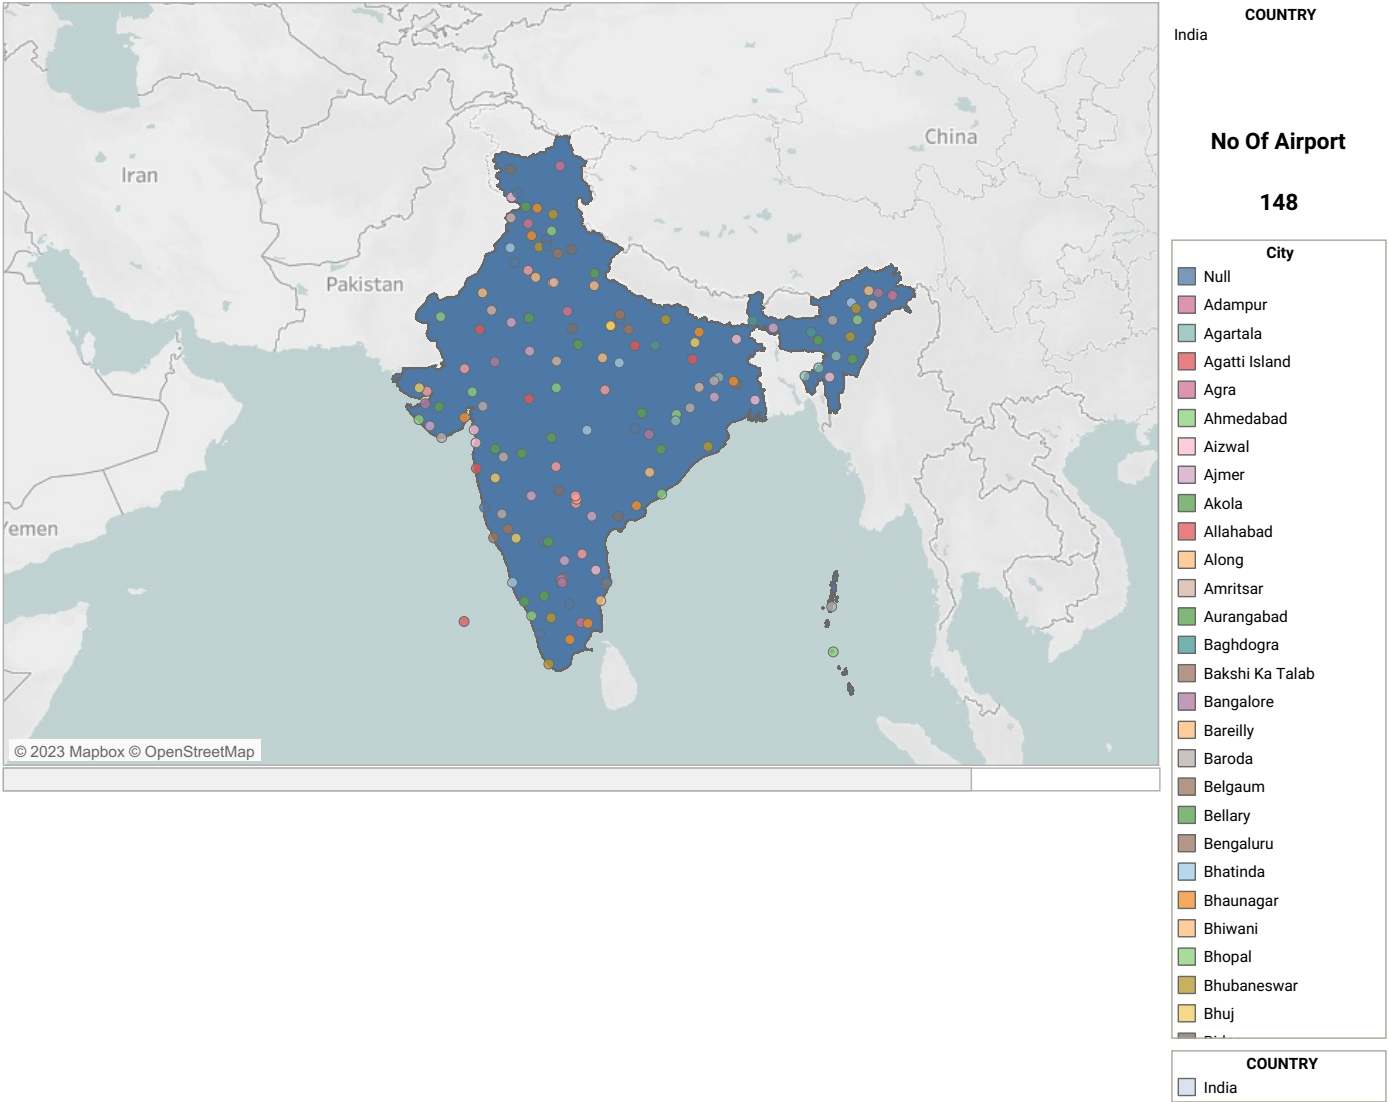 COUNTRY
India
No Of Airport
148
China
Iran
Pakistan
emen
© 2023 Mapbox © OpenStreetMap
City
Null
Adampur
Agartala
Agatti Island
Agra
Ahmedabad
Aizwal
Ajmer
Akola
Allahabad
Along
Amritsar
Aurangabad
Baghdogra
Bakshi Ka Talab
Bangalore
Bareilly
Baroda
Belgaum
Bellary
Bengaluru
Bhatinda
Bhaunagar
Bhiwani
Bhopal
Bhubaneswar
Bhuj
COUNTRY
India